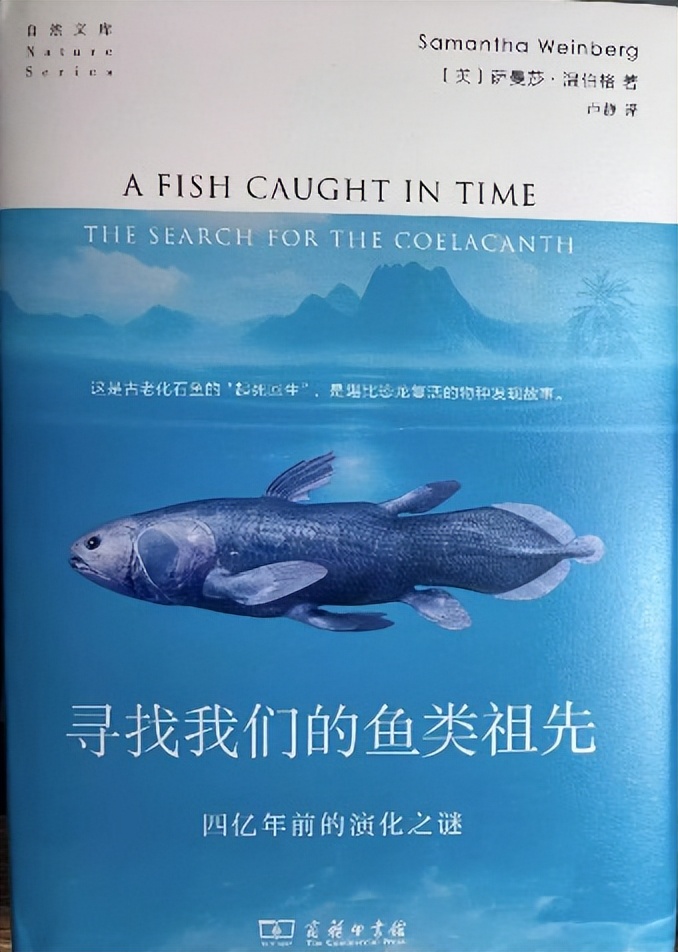 自然文库
Nature
Series
Samantha Weinberg
［英］萨曼莎·温伯格 著
卢静 译
A FISH CAUGHT IN TIME
THE SEARCH FOR THE COELACANTH
这是古老化石鱼的“起死回生”，是堪比恐龙复活的物种发现故事。
寻找我们的鱼类祖先
四亿年前的演化之谜
商务印书馆
The Commercial Press